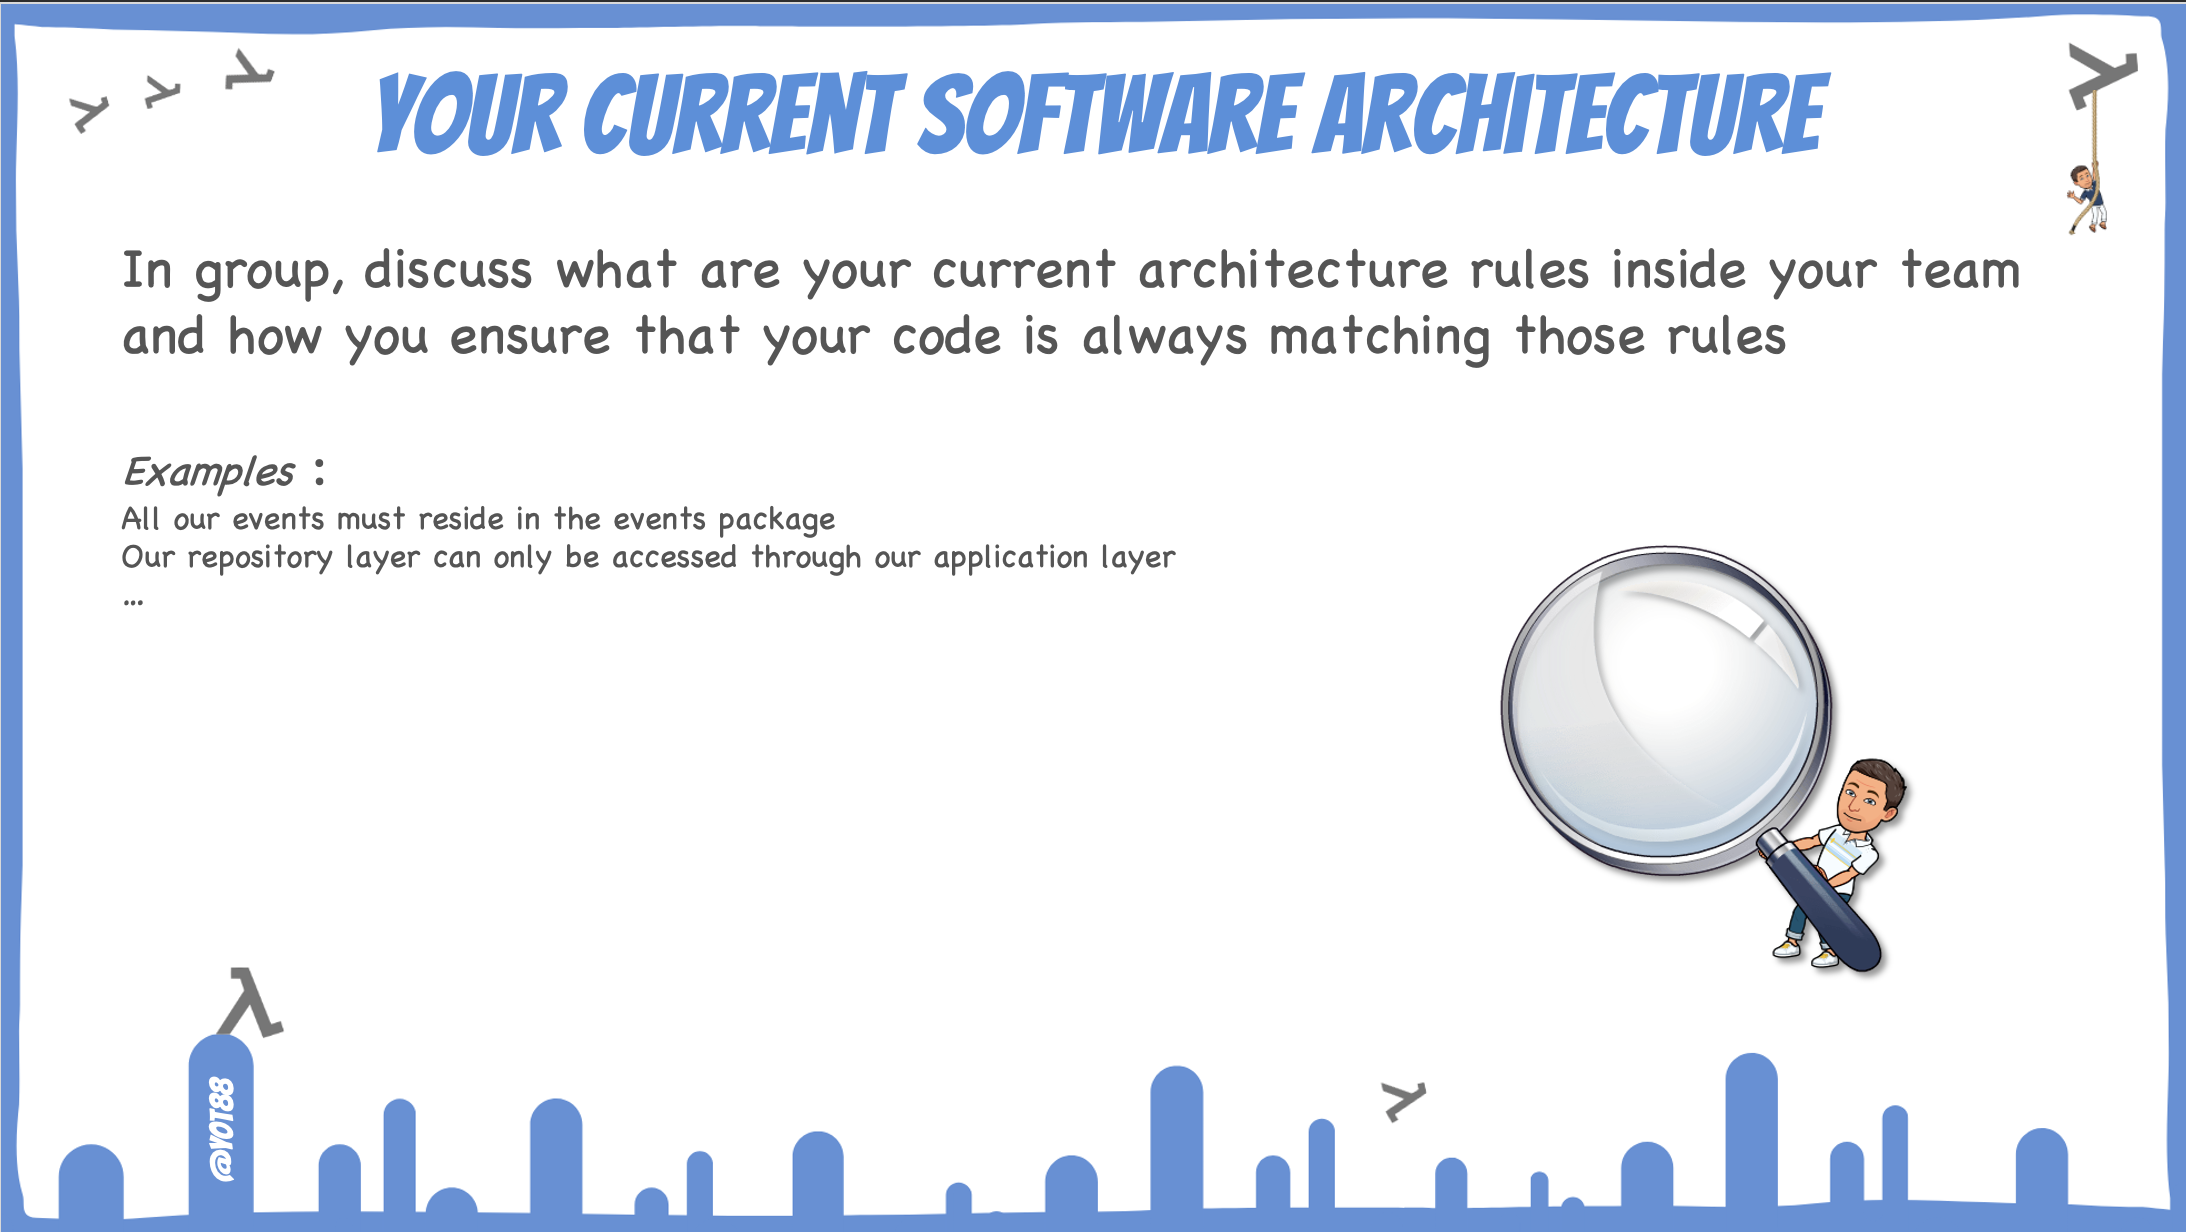 YOUR CURRENT SOFTWARE ARCHITECTURE
In group, discuss what are your current architecture rules inside your team
and how you ensure that your code is always matching those rules
Examples :
All our events must reside in the events package
Our repository layer can only be accessed through our application layer
...
λ
@YOT88